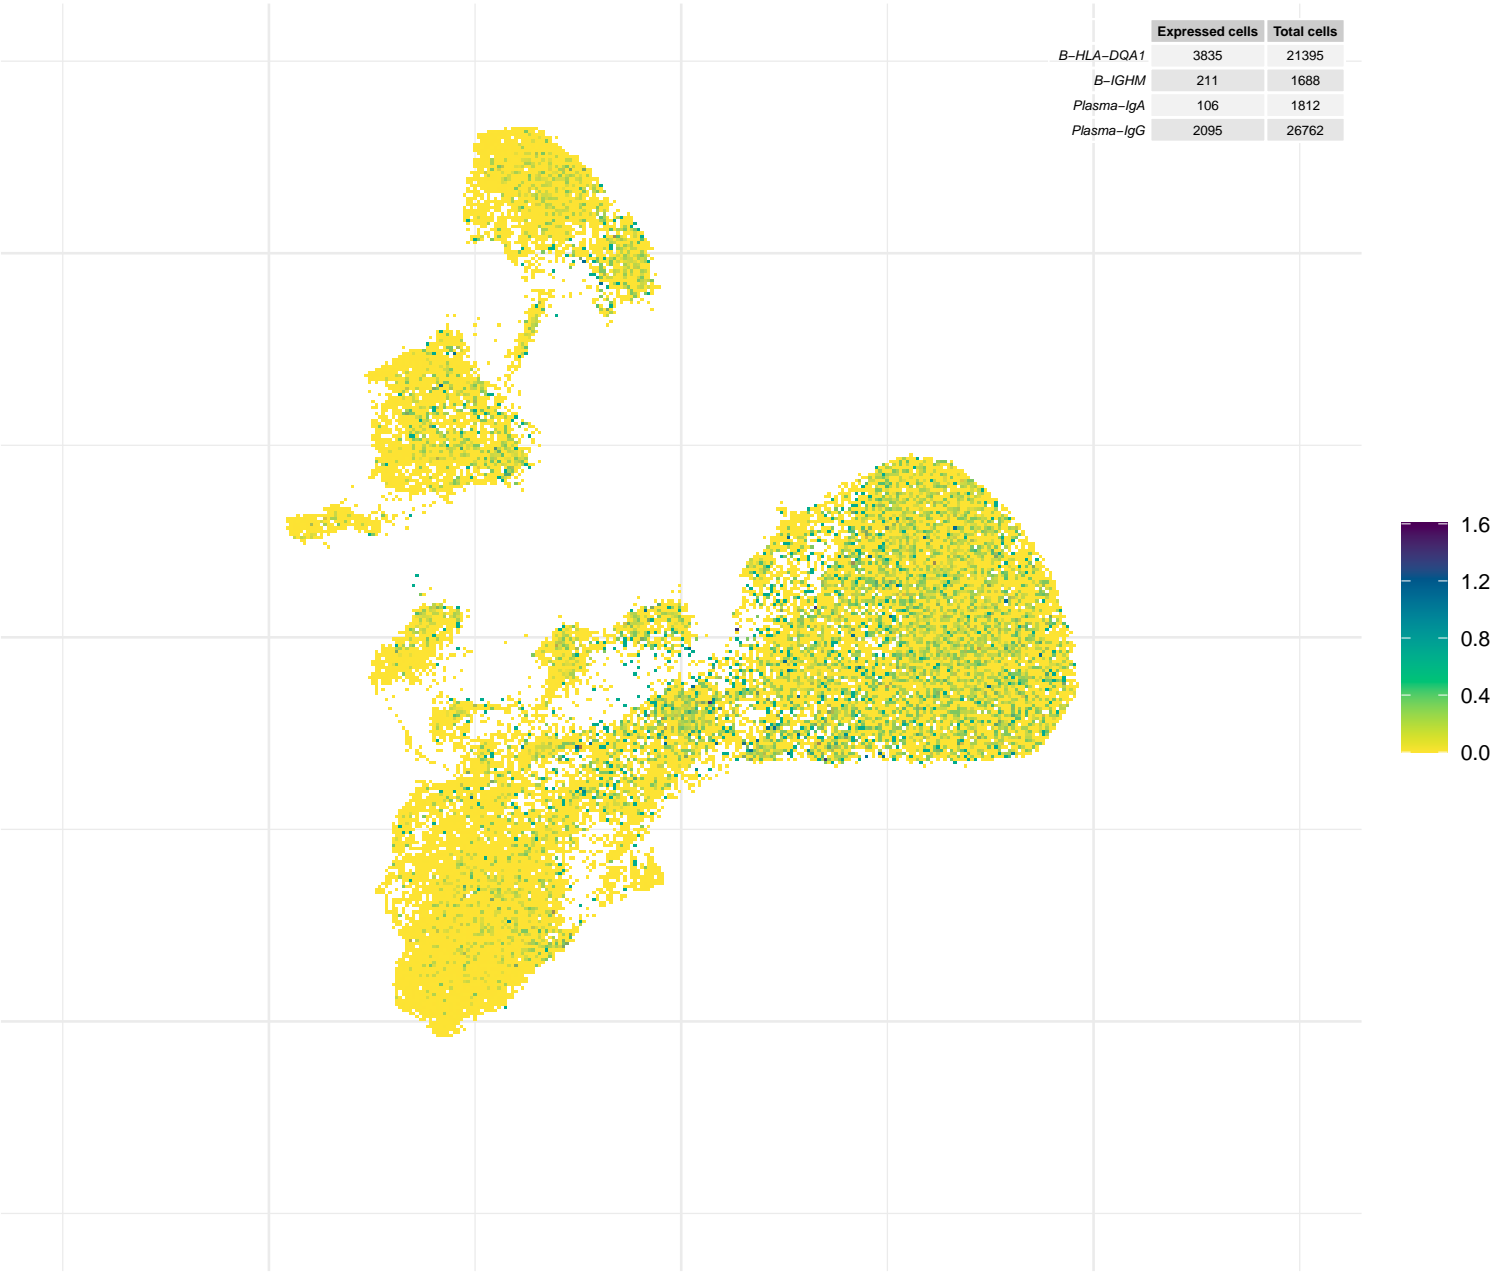 Expressed cells Total cells
B−HLA−DQA1 3835 21395
B−IGHM 211 1688
Plasma−IgA 106 1812
Plasma−IgG 2095 26762
1.6
1.2
0.8
0.4
0.0